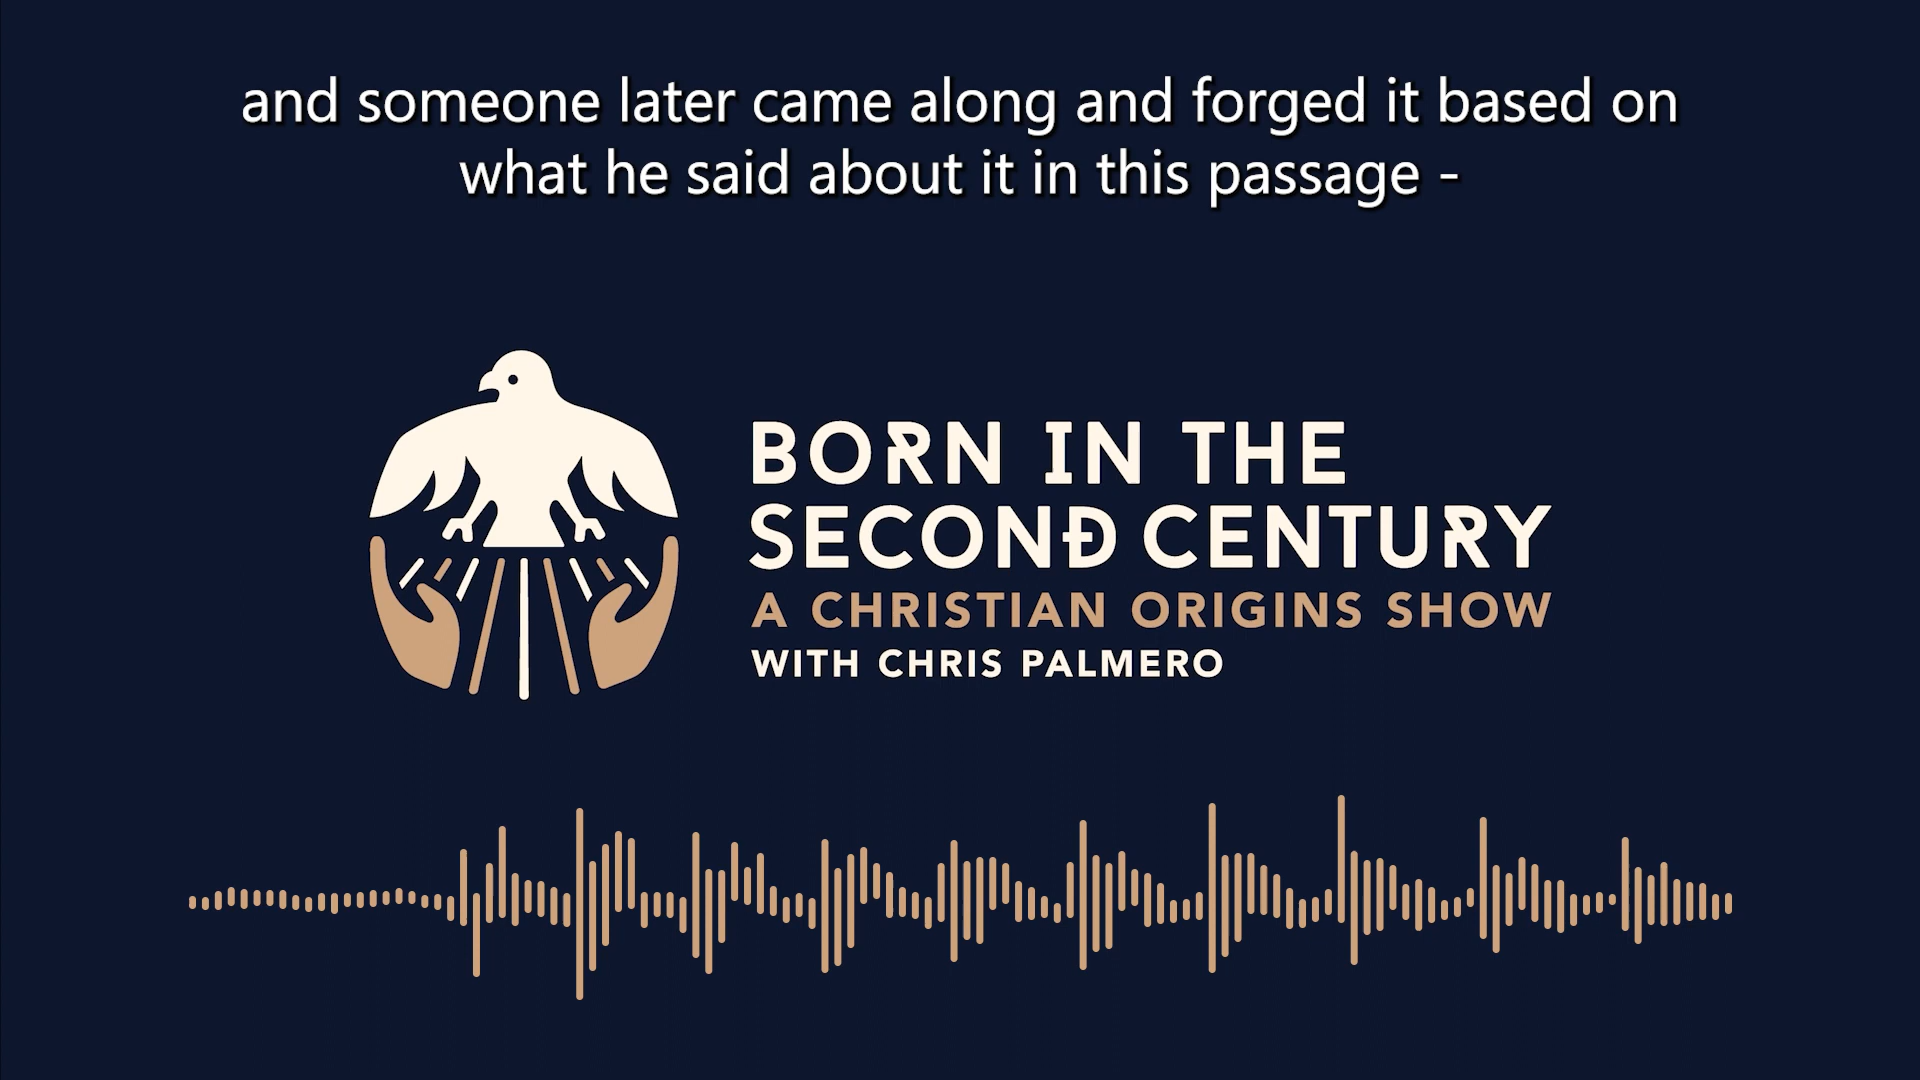 and someone later came along and forged it based on
what he said about it in this passage -
BORN IN THE
SECOND CENTURY
A CHRISTIAN ORIGINS SHOW
WITH CHRIS PALMERO